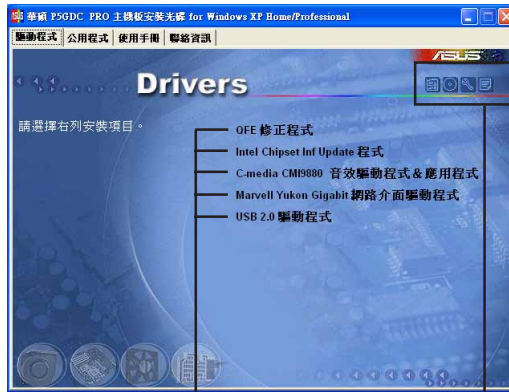 華碩 P5GDC PRO 主機板安裝光碟 for Windows XP Home/Professional
驅動程式 公用程式 使用手冊 聯絡資訊
ASUS
Drivers
請選擇右列安裝項目。
QFE 修正程式
Intel Chipset Inf Update 程式
C-media CMI9880 音效驅動程式&應用程式
Marvell Yukon Gigabit 網路介面驅動程式
USB 2.0 驅動程式